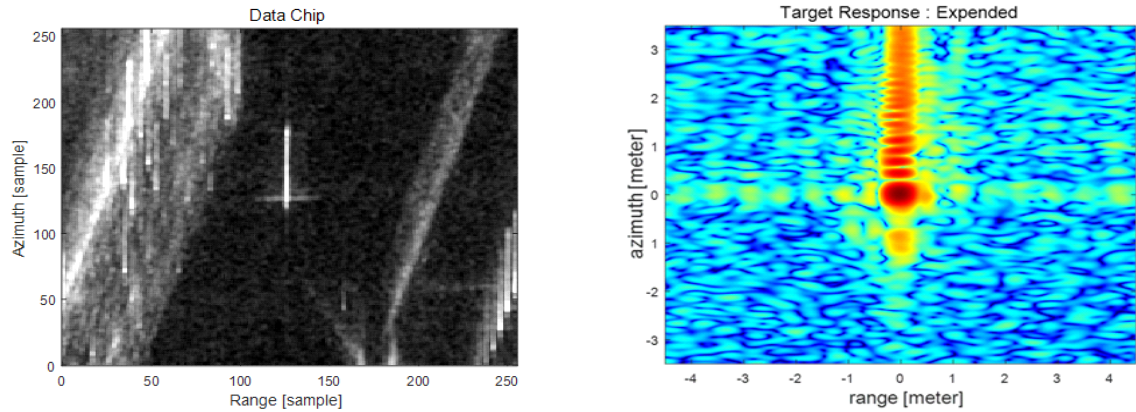 Data Chip
250
200
150
100
50
0
Azimuth [sample]
0 50 100 150 200 250
Range [sample]
Target Response : Expended
3
2
1
0
1
-2
-3
azimuth [meter]
-4 -3 -2 -1 0 1 2 3 4
range [meter]